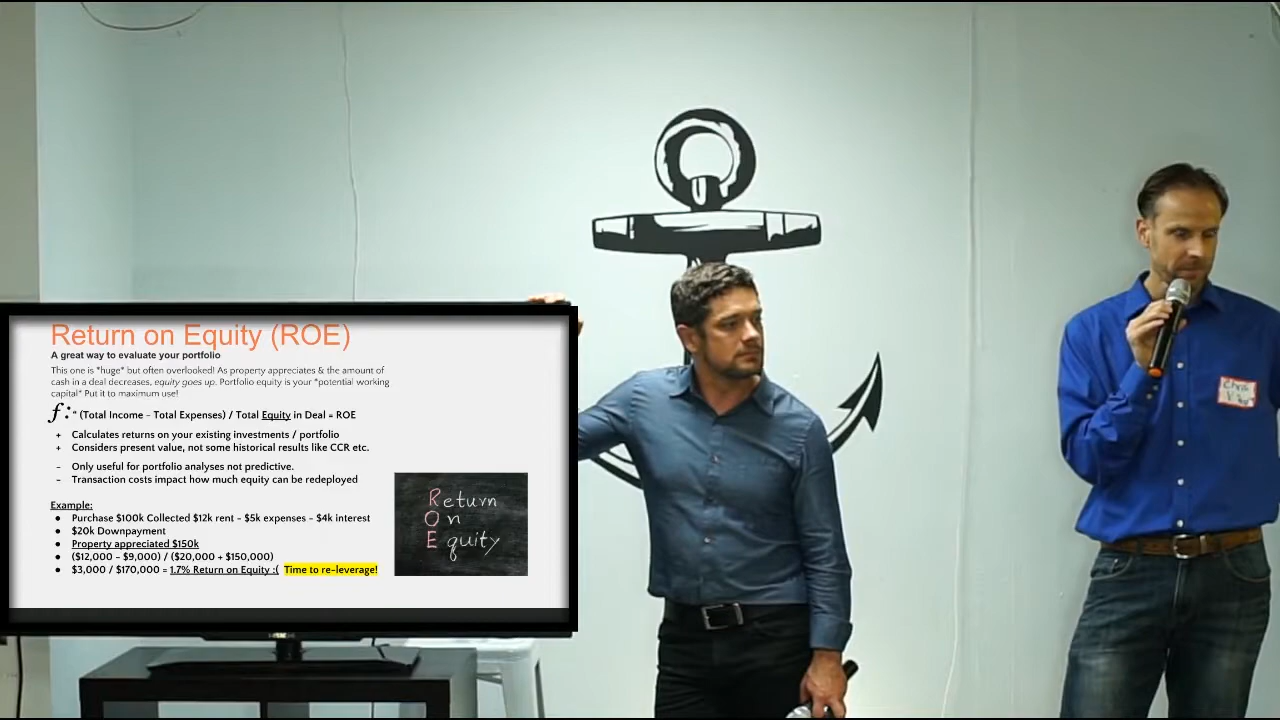 Return on Equity (ROE)
A great way to evaluate your portfolio
This one is *huge* but often overlooked! As property appreciates & the amount of
cash in a deal decreases, equity goes up. Portfolio equity is your *potential working
capital* Put it to maximum use!
f: " (Total Income – Total Expenses) / Total Equity in Deal = ROE
+ Calculates returns on your existing investments / portfolio
+ Considers present value, not some historical results like CCR etc.
– Only useful for portfolio analyses not predictive.
– Transaction costs impact how much equity can be redeployed
Example:
● Purchase $100k Collected $12k rent – $5k expenses – $4k interest
● $20k Downpayment
● Property appreciated $150k
● ($12,000 – $9,000) / ($20,000 + $150,000)
● $3,000 / $170,000 = 1.7% Return on Equity :( Time to re-leverage!
Return
On
Equity
Chris